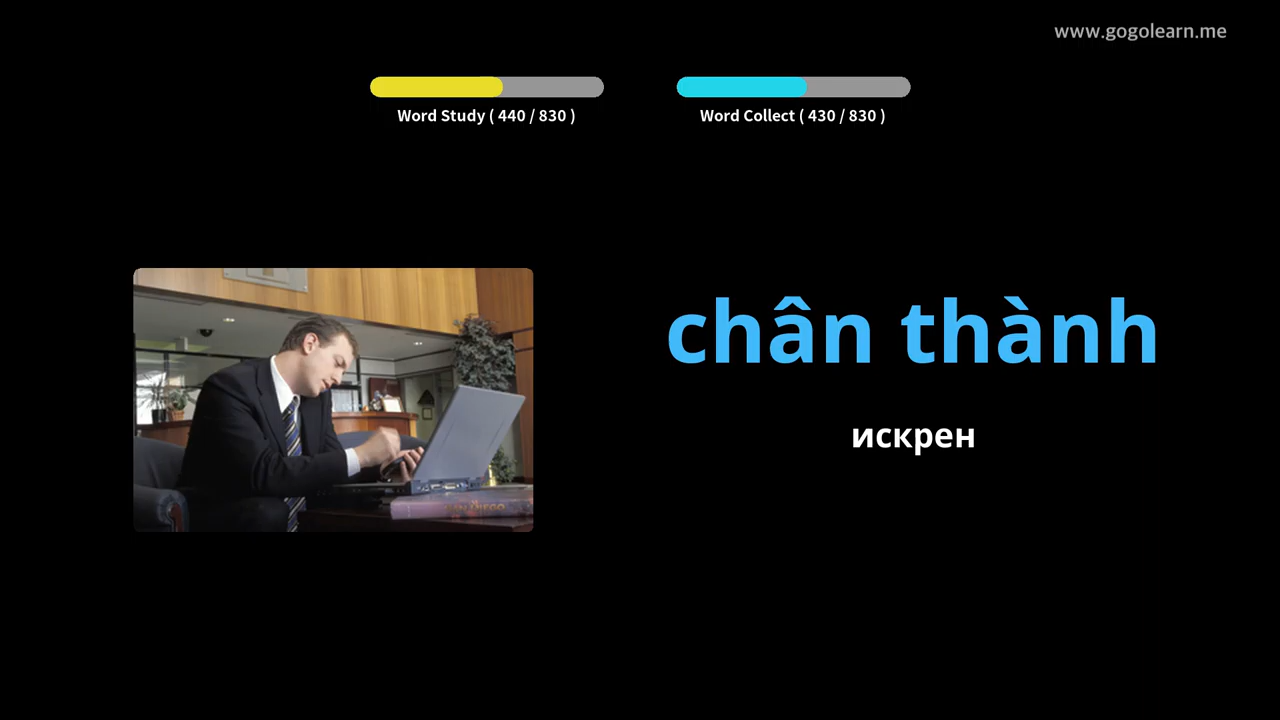 www.gogolearn.me
Word Study ( 440 / 830 )
Word Collect ( 430 / 830 )
chân thành
искрен